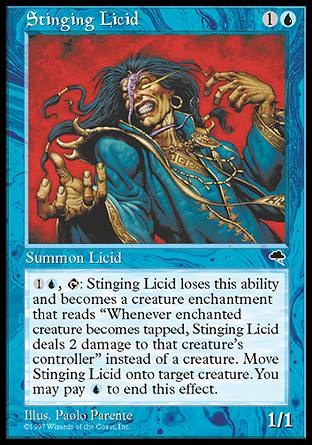 Stinging Licid 1
Summon Licid
1 , : Stinging Licid loses this ability
and becomes a creature enchantment
that reads “Whenever enchanted
creature becomes tapped, Stinging Licid
deals 2 damage to that creature’s
controller” instead of a creature. Move
Stinging Licid onto target creature. You
may pay to end this effect.
Illus. Paolo Parente
©1997 Wizards of the Coast, Inc.
1/1